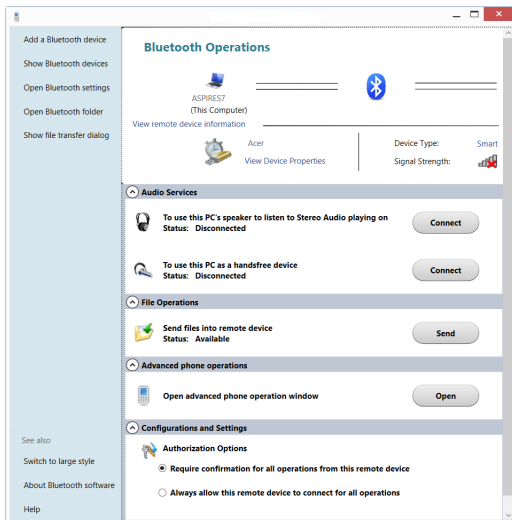 Add a Bluetooth device
Show Bluetooth devices
Open Bluetooth settings
Open Bluetooth folder
Show file transfer dialog
See also
Switch to large style
About Bluetooth software
Help
Bluetooth Operations
ASPIRES7
(This Computer)
View remote device information
Acer
View Device Properties
Device Type: Smart
Signal Strength:
Audio Services
To use this PC's speaker to listen to Stereo Audio playing on
Status: Disconnected
Connect
To use this PC as a handsfree device
Status: Disconnected
Connect
File Operations
Send files into remote device
Status: Available
Send
Advanced phone operations
Open advanced phone operation window
Open
Configurations and Settings
Authorization Options
Require confirmation for all operations from this remote device
Always allow this remote device to connect for all operations